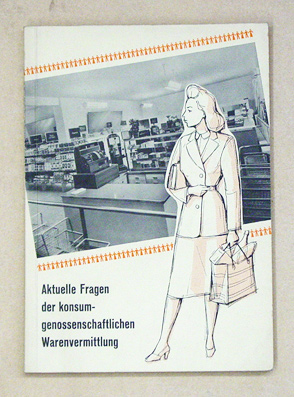 Aktuelle Fragen
der konsum-
genossenschaftlichen
Warenvermittlung